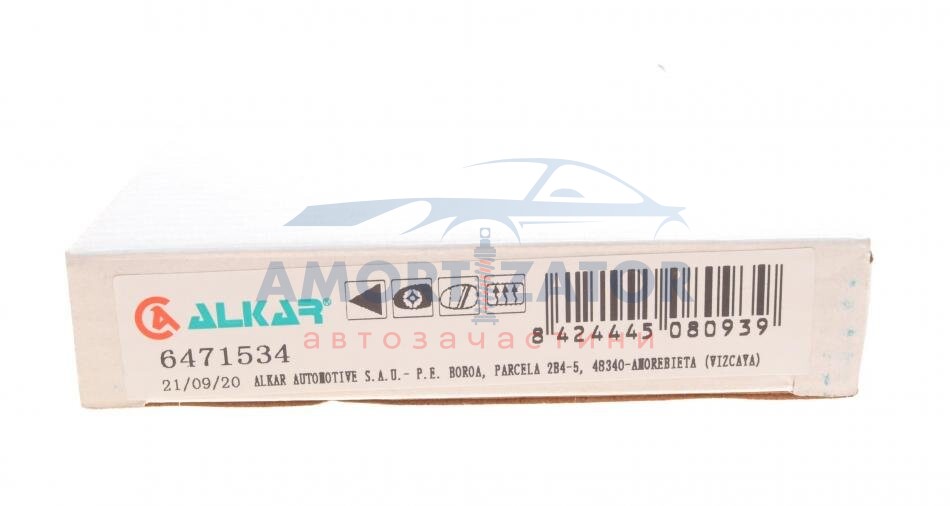 ALKAR®
6471534
21/09/20 ALKAR AUTOMOTIVE S.A.U.- P.E. BOROA, PARCELA 2B4-5, 48340-AMOREBIETA (VIZCAYA)
8 424445 080939
AMORTIZATOR
автозапчастини